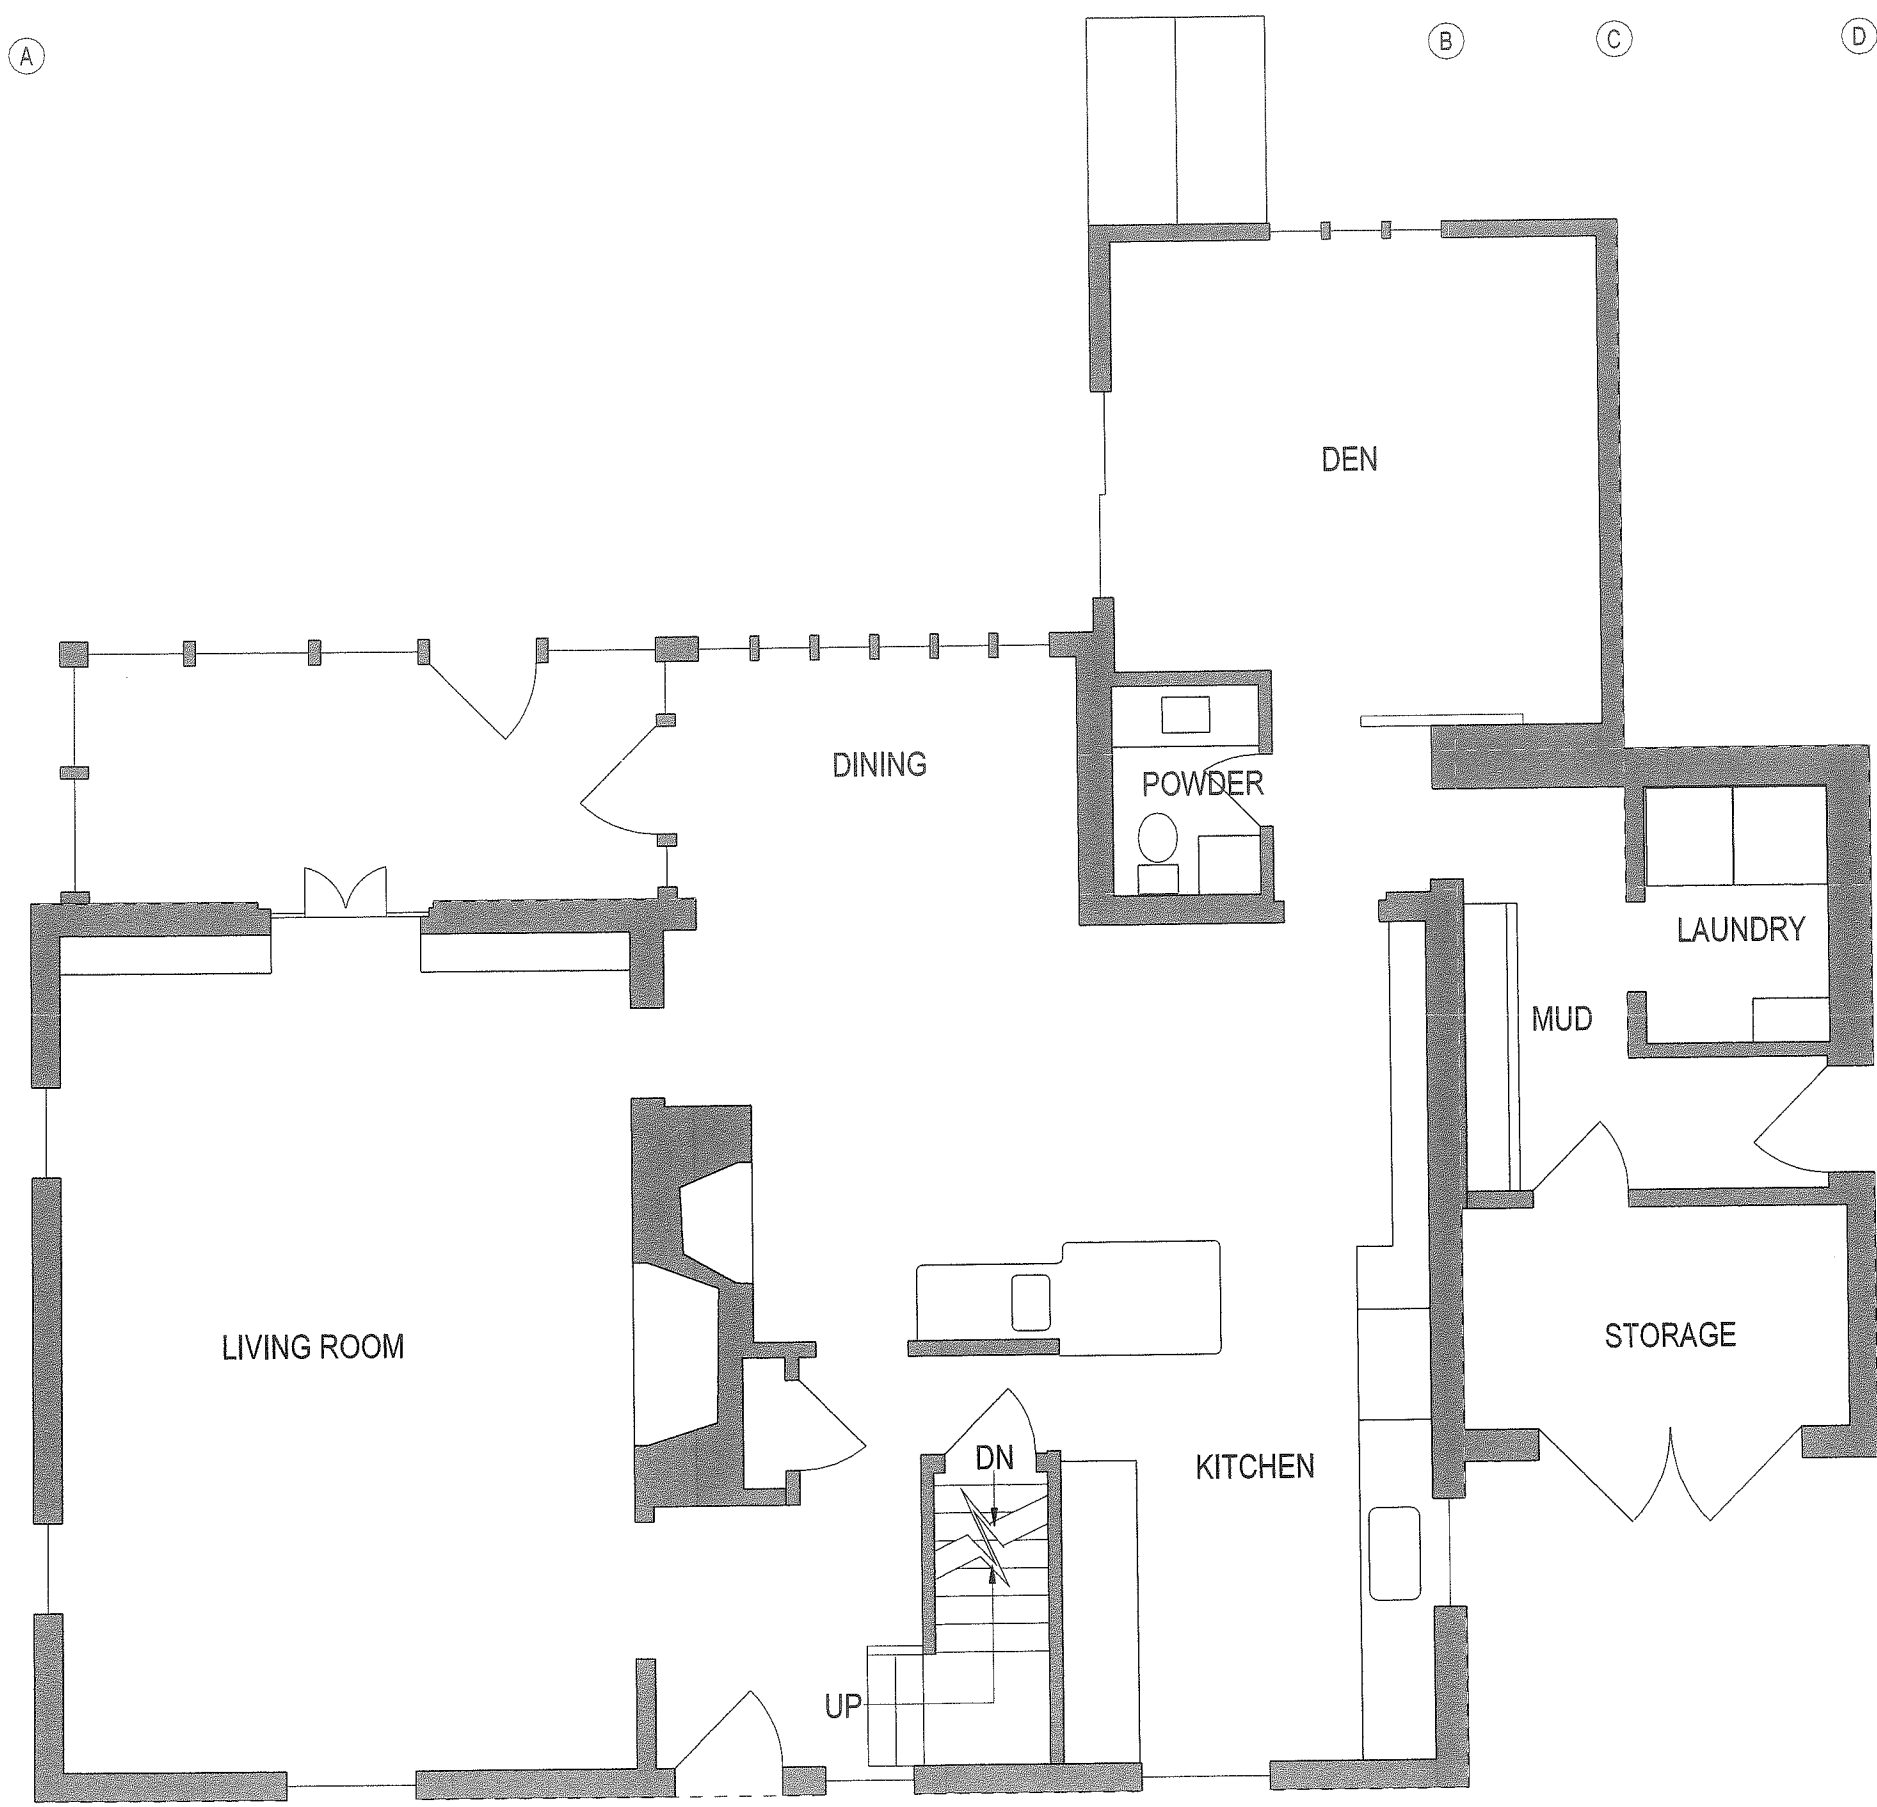 A
B
C
D
DEN
DINING
POWDER
LAUNDRY
MUD
LIVING ROOM
STORAGE
DN
KITCHEN
UP